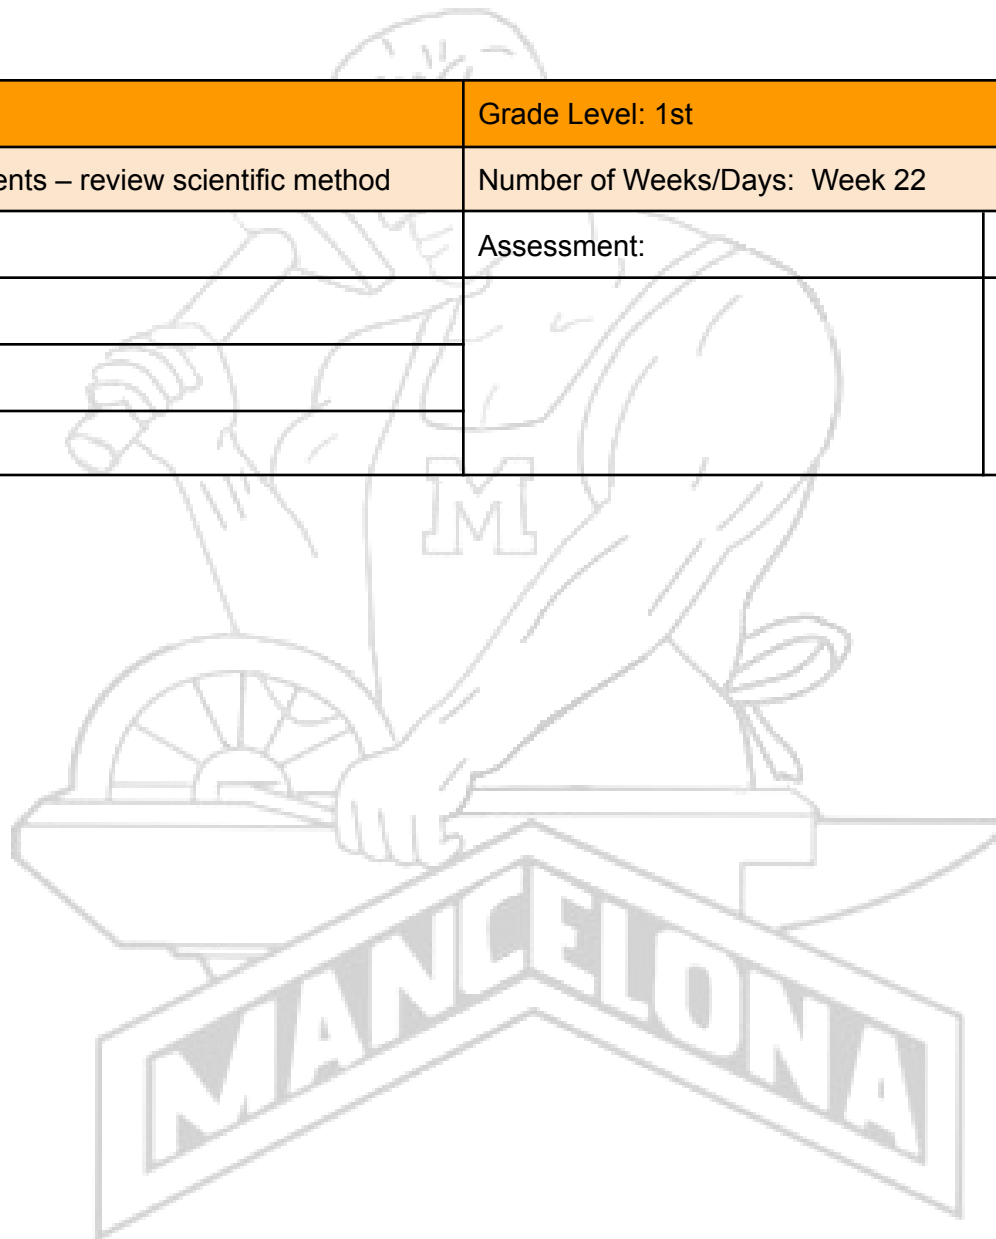 Grade Level: 1st
ents – review scientific method Number of Weeks/Days: Week 22
Assessment:
M
MANCELONA